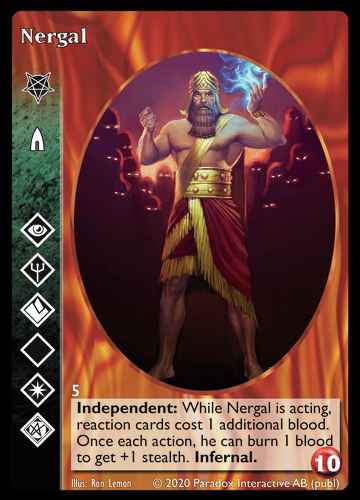 Nergal
5
Independent: While Nergal is acting,
reaction cards cost 1 additional blood.
Once each action, he can burn 1 blood
to get +1 stealth. Infernal.
10
Illus: Ron Lemon © 2020 Paradox Interactive AB (publ)